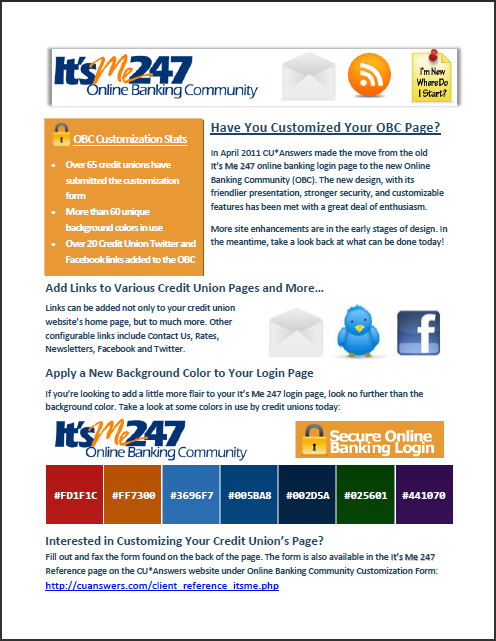 It's Me 247
Online Banking Community
I'm New
Where Do
I Start?
OBC Customization Stats
• Over 65 credit unions have
submitted the customization
form
• More than 60 unique
background colors in use
• Over 20 Credit Union Twitter and
Facebook links added to the OBC
Have You Customized Your OBC Page?
In April 2011 CU*Answers made the move from the old
It's Me 247 online banking login page to the new Online
Banking Community (OBC). The new design, with its
friendlier presentation, stronger security, and customizable
features has been met with a great deal of enthusiasm.
More site enhancements are in the early stages of design. In
the meantime, take a look back at what can be done today!
Add Links to Various Credit Union Pages and More…
Links can be added not only to your credit union
website's home page, but to much more. Other
configurable links include Contact Us, Rates,
Newsletters, Facebook and Twitter.
f
Apply a New Background Color to Your Login Page
If you're looking to add a little more flair to your It's Me 247 login page, look no further than the
background color. Take a look at some colors in use by credit unions today:
It's Me 247
Online Banking Community
Secure Online
Banking Login
#FD1F1C #FF7300 #3696F7 #005BA8 #002D5A #025601 #441070
Interested in Customizing Your Credit Union's Page?
Fill out and fax the form found on the back of the page. The form is also available in the It's Me 247
Reference page on the CU*Answers website under Online Banking Community Customization Form:
http://cuanswers.com/client_reference_itsme.php